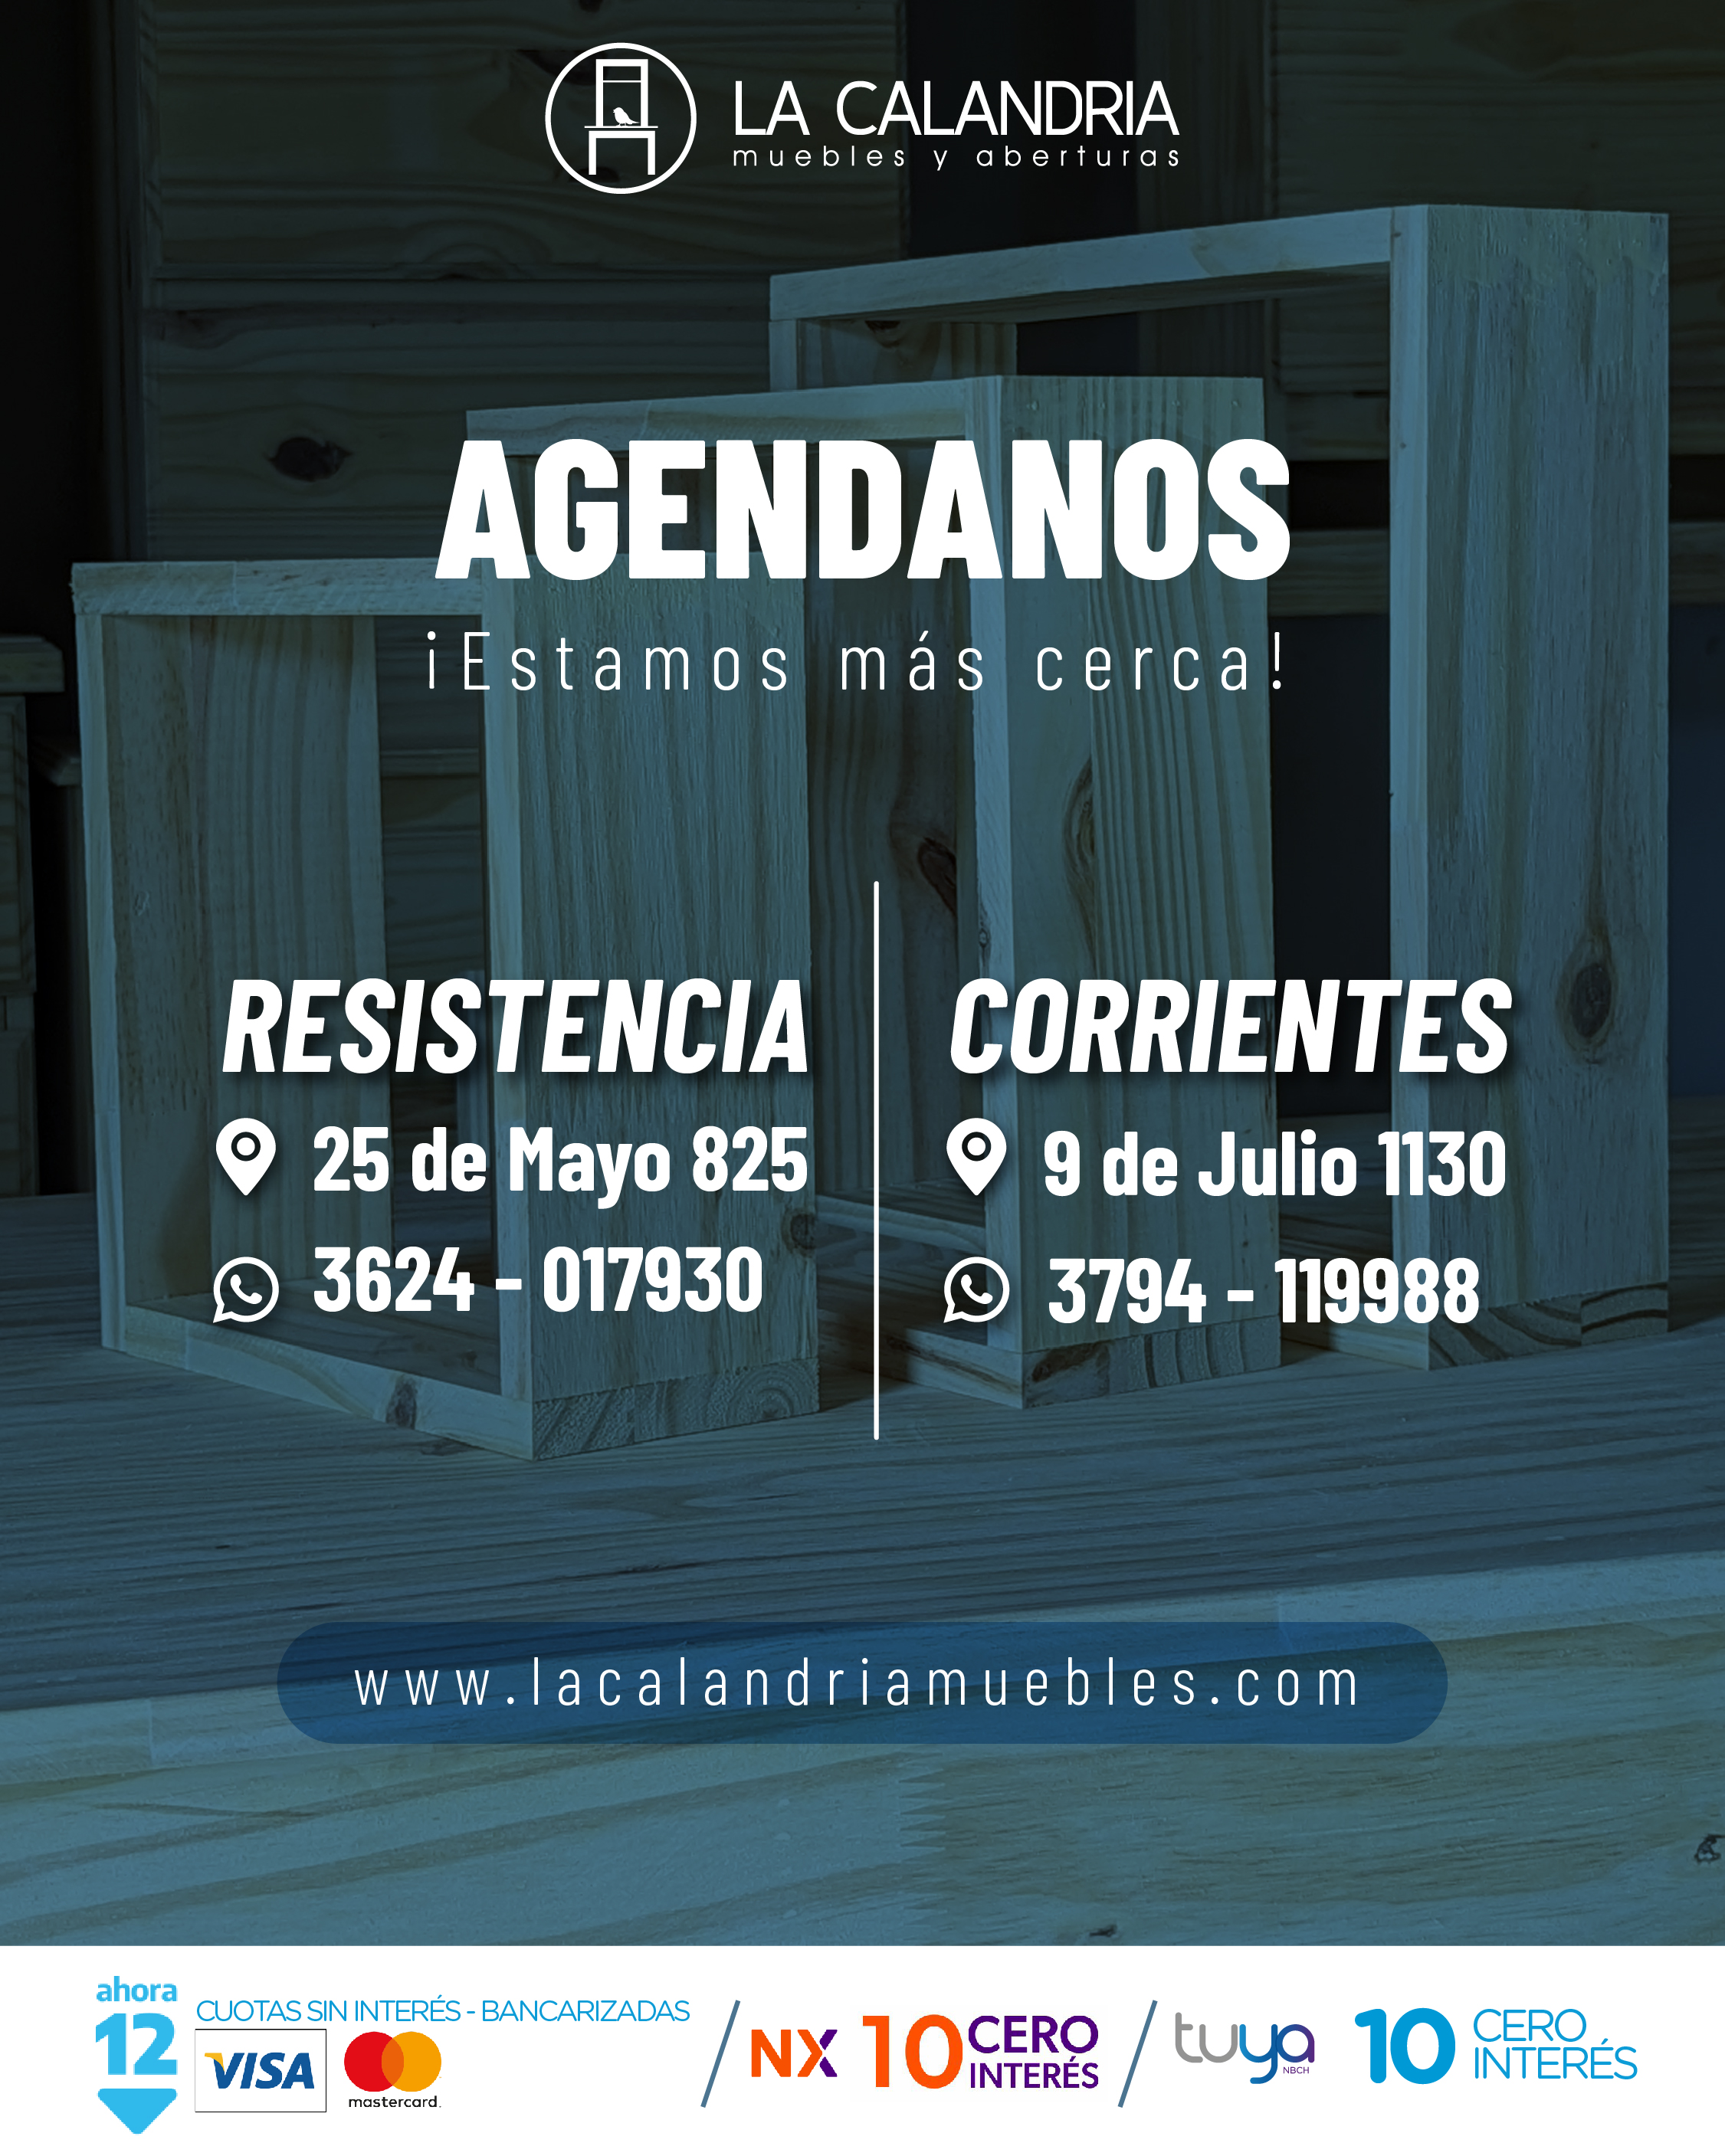 LA CALANDRIA
muebles y aberturas
AGENDANOS
¡Estamos más cerca!
RESISTENCIA
25 de Mayo 825
3624 - 017930
CORRIENTES
9 de Julio 1130
3794 - 119988
www.lacalandriamuebles.com
ahora
12
CUOTAS SIN INTERÉS - BANCARIZADAS
VISA
mastercard.
NX 10 CERO
INTERÉS
tuya
NBCH
10 CERO
INTERÉS